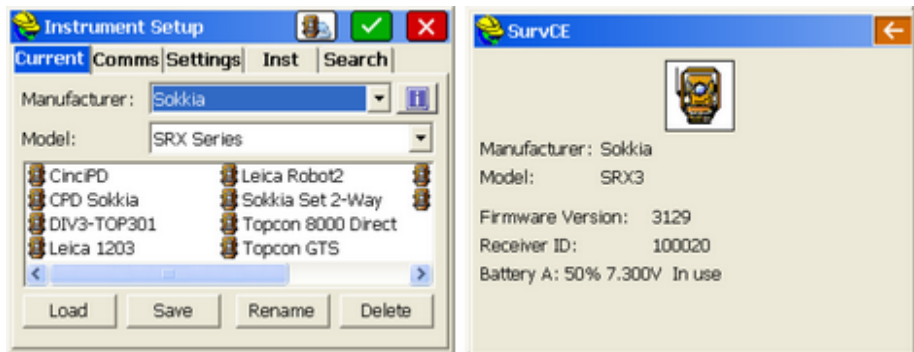 Instrument Setup
Current Comms Settings Inst Search
Manufacturer: Sokkia
Model: SRX Series
CinciPD Leica Robot2
CPD Sokkia Sokkia Set 2-Way
DIV3-TOP301 Topcon 8000 Direct
Leica 1203 Topcon GTS
Load Save Rename Delete
SurvCE
Manufacturer: Sokkia
Model: SRX3
Firmware Version: 3129
Receiver ID: 100020
Battery A: 50% 7.300V In use